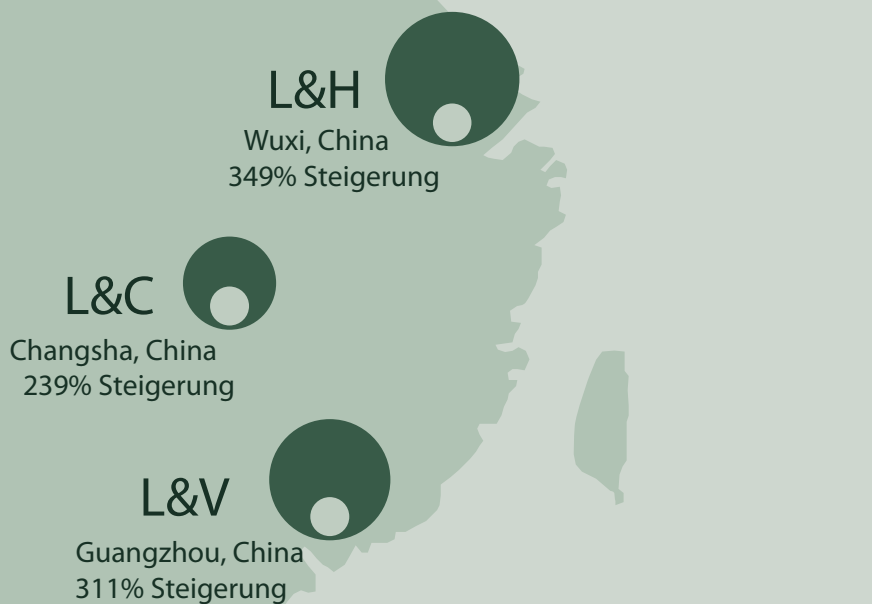 L&H
Wuxi, China
349% Steigerung
L&C
Changsha, China
239% Steigerung
L&V
Guangzhou, China
311% Steigerung